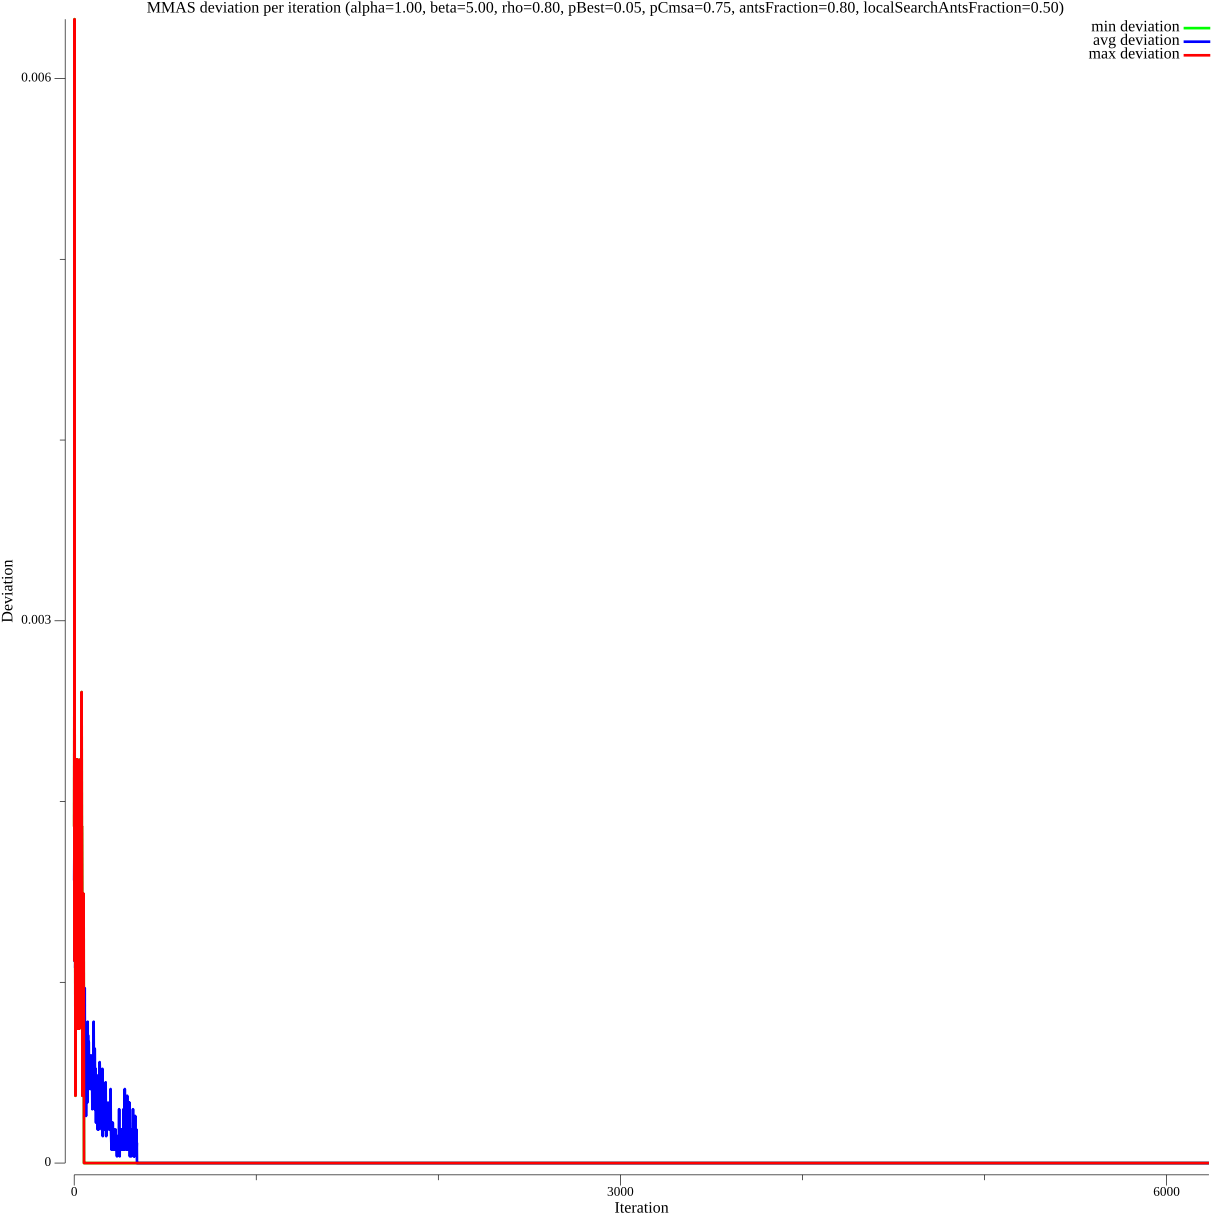 MMAS deviation per iteration (alpha=1.00, beta=5.00, rho=0.80, pBest=0.05, pCmsa=0.75, antsFraction=0.80, localSearchAntsFraction=0.50)
min deviation
avg deviation
max deviation
0.006
0.003
0
Deviation
0 3000 6000
Iteration